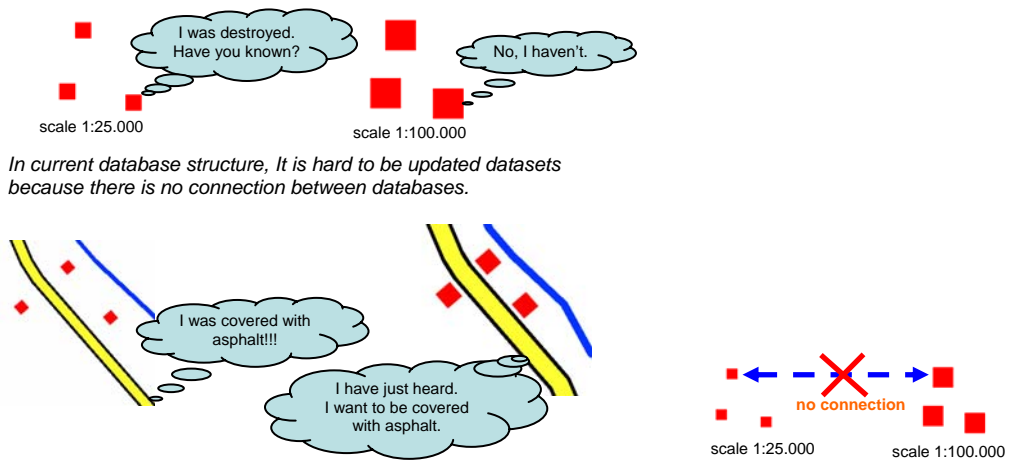 I was destroyed.
Have you known?
No, I haven't.
scale 1:25.000
scale 1:100.000
In current database structure, It is hard to be updated datasets
because there is no connection between databases.
I was covered with
asphalt!!!
I have just heard.
I want to be covered
with asphalt.
no connection
scale 1:25.000
scale 1:100.000